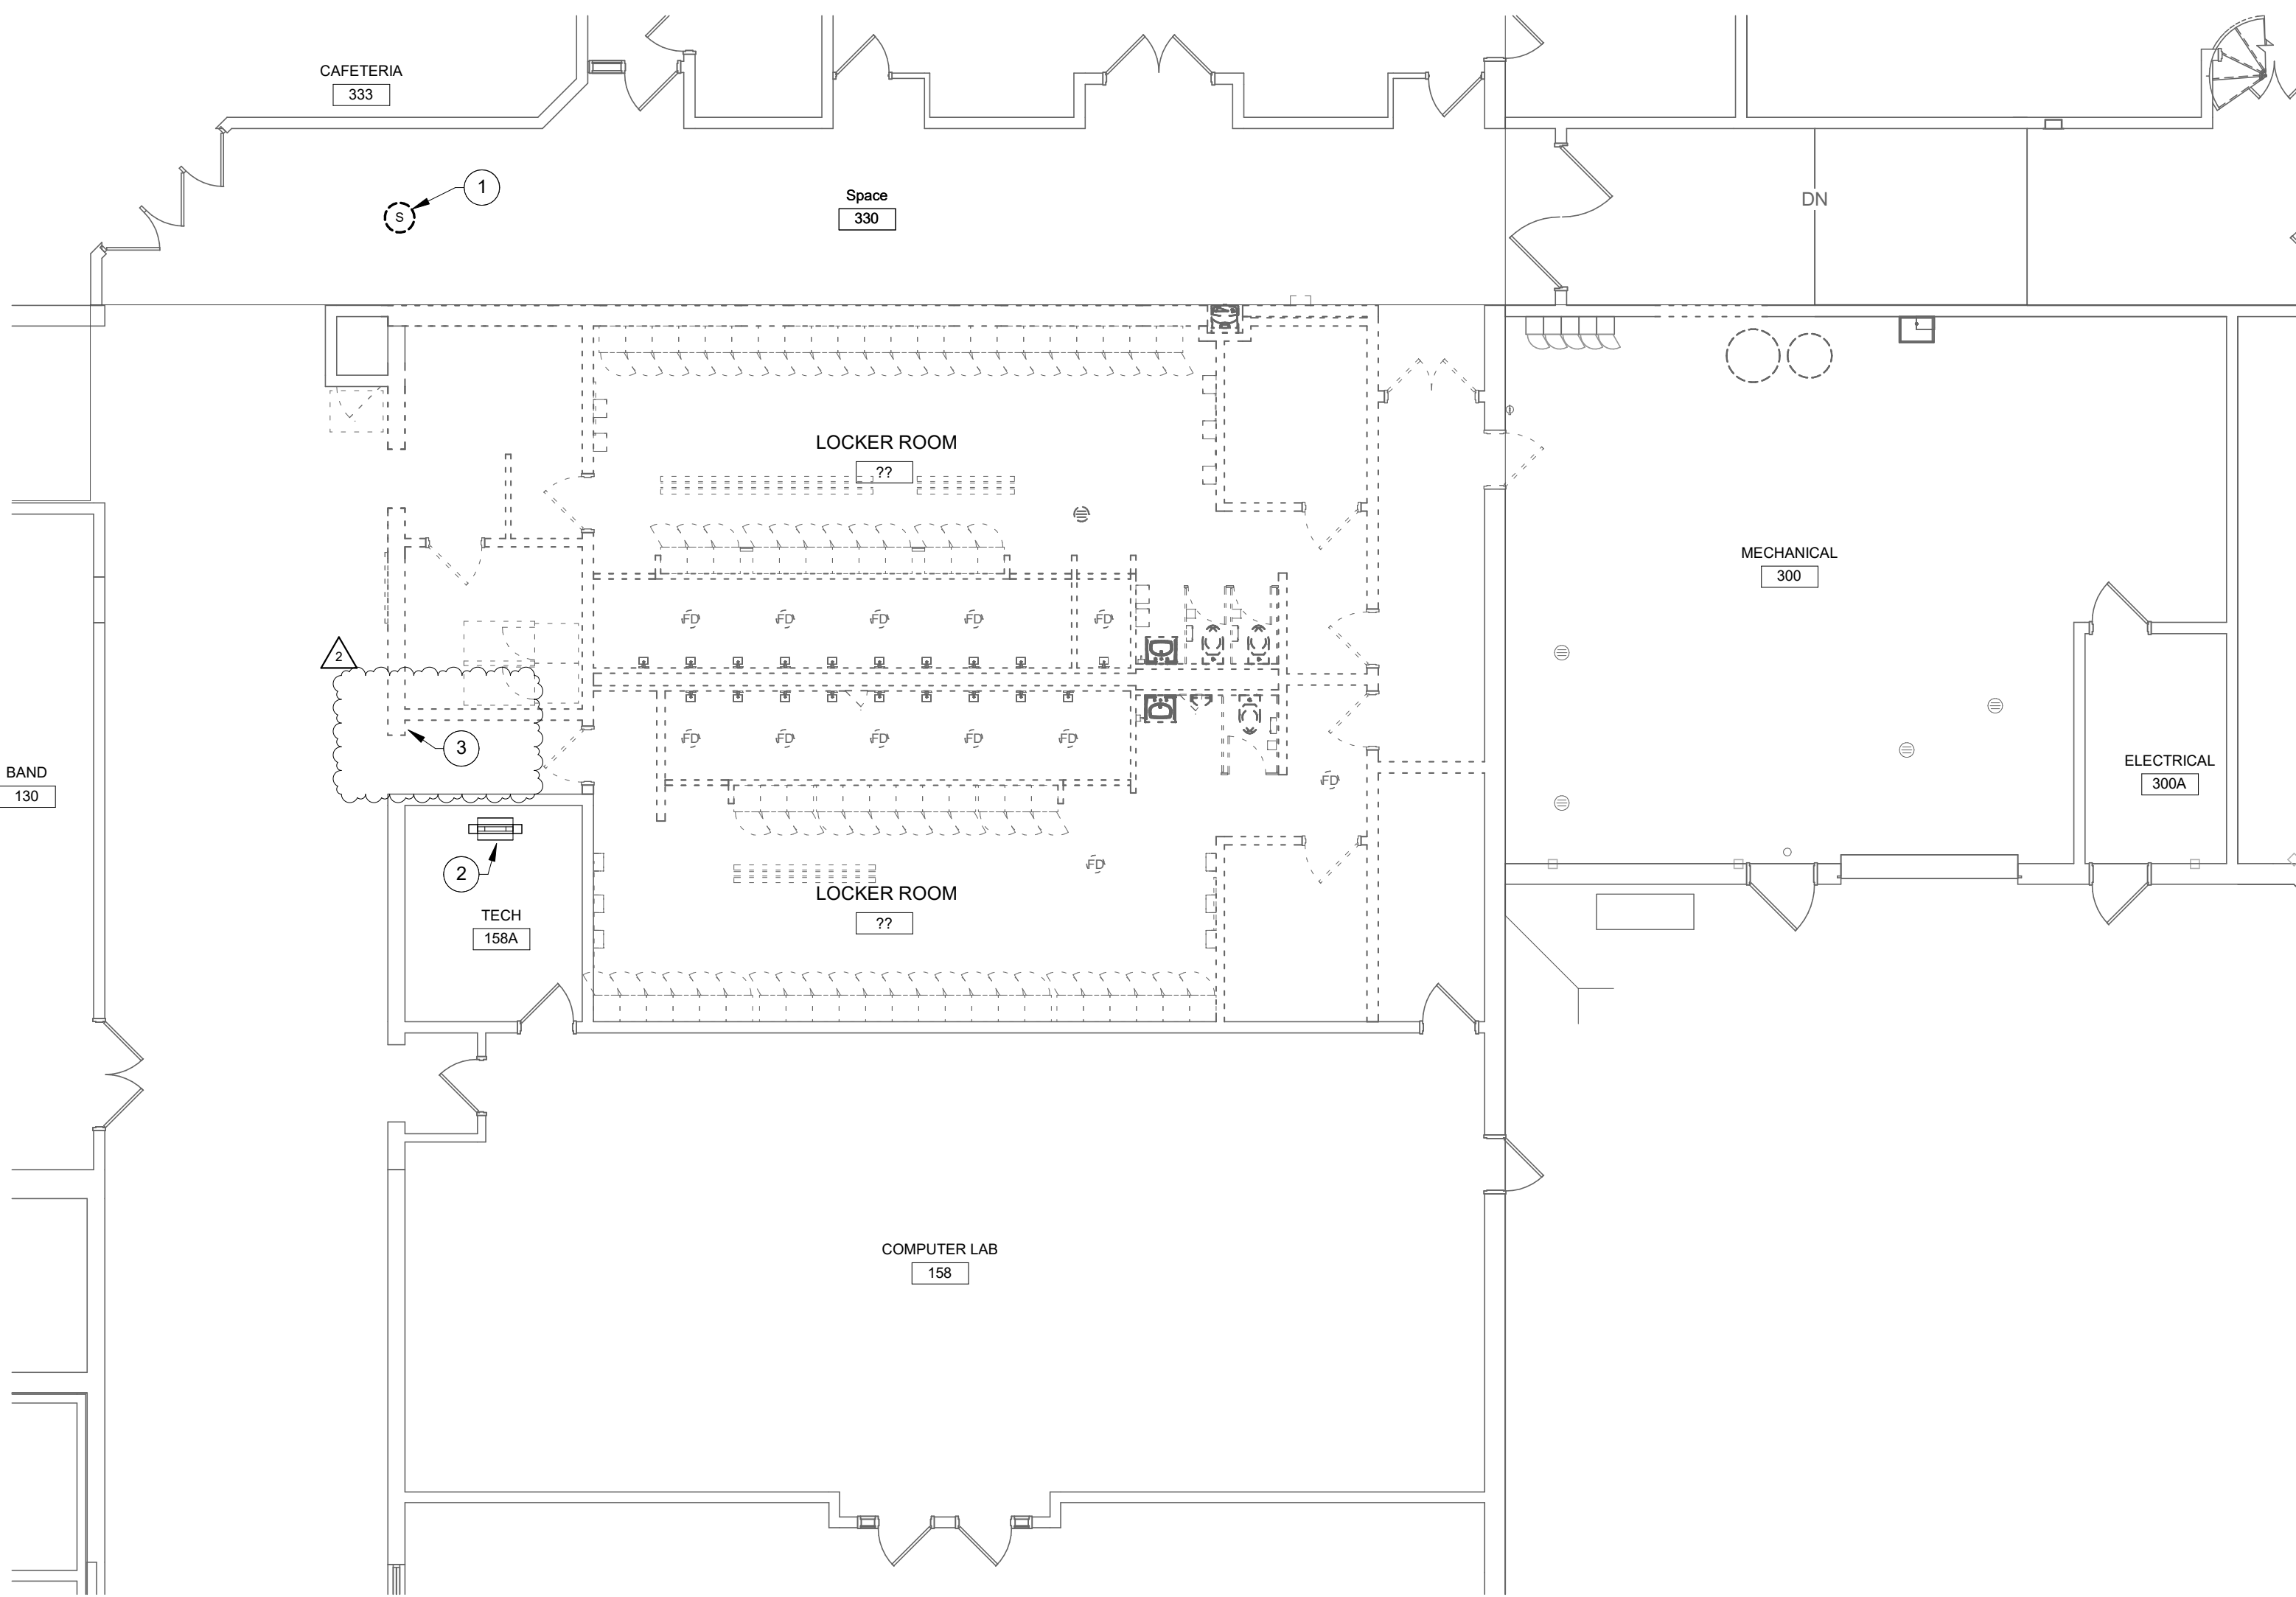 CAFETERIA
333
1
S
Space
330
DN
LOCKER ROOM
??
MECHANICAL
300
FD
FD
FD
FD
FD
2
3
FD
FD
FD
FD
FD
FD
BAND
130
ELECTRICAL
300A
2
FD
LOCKER ROOM
??
TECH
158A
COMPUTER LAB
158